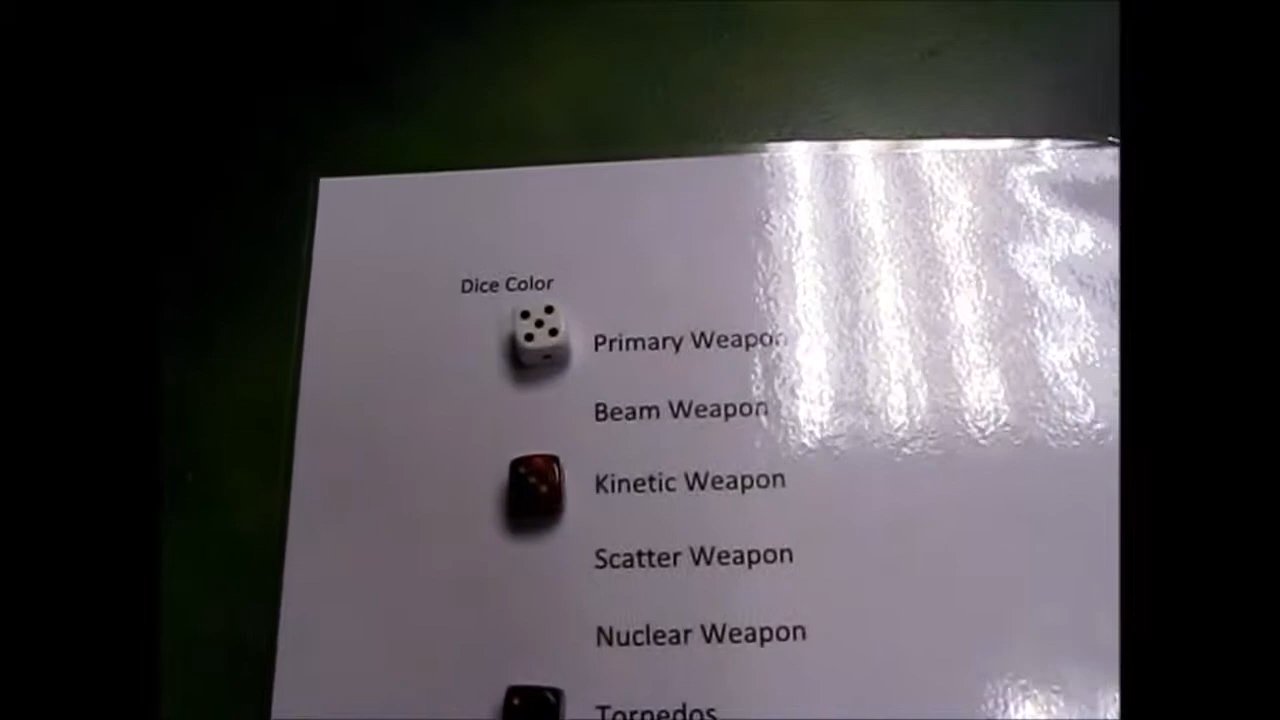 Dice Color
Primary Weapon
Beam Weapon
Kinetic Weapon
Scatter Weapon
Nuclear Weapon
Torpedos